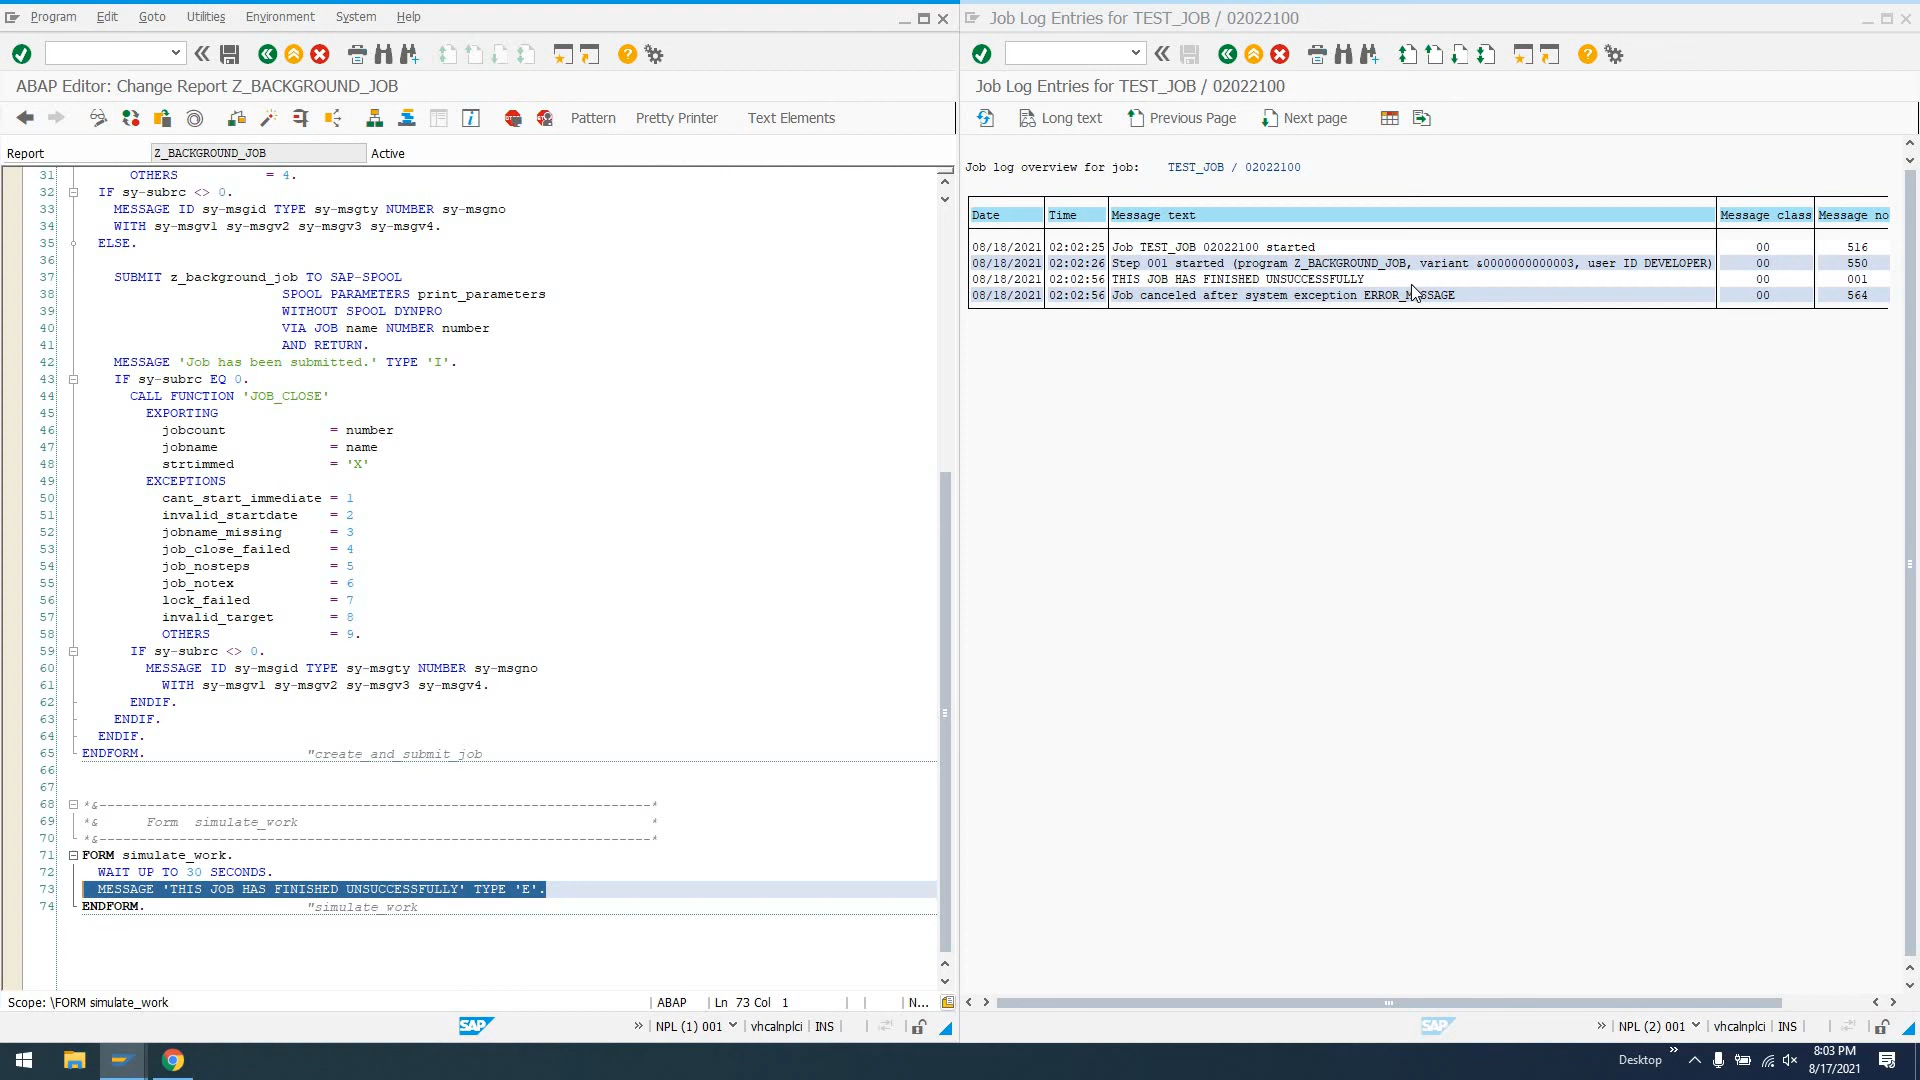 Program Edit Goto Utilities Environment System Help
ABAP Editor: Change Report Z_BACKGROUND_JOB
Pattern Pretty Printer Text Elements
Report Z_BACKGROUND_JOB Active
31 OTHERS = 4.
32 IF sy-subrc <> 0.
33 MESSAGE ID sy-msgid TYPE sy-msgty NUMBER sy-msgno
34 WITH sy-msgv1 sy-msgv2 sy-msgv3 sy-msgv4.
35 ELSE.
36
37 SUBMIT z_background_job TO SAP-SPOOL
38 SPOOL PARAMETERS print_parameters
39 WITHOUT SPOOL DYNPRO
40 VIA JOB name NUMBER number
41 AND RETURN.
42 MESSAGE 'Job has been submitted.' TYPE 'I'.
43 IF sy-subrc EQ 0.
44 CALL FUNCTION 'JOB_CLOSE'
45 EXPORTING
46 jobcount = number
47 jobname = name
48 strtimmed = 'X'
49 EXCEPTIONS
50 cant_start_immediate = 1
51 invalid_startdate = 2
52 jobname_missing = 3
53 job_close_failed = 4
54 job_nosteps = 5
55 job_notex = 6
56 lock_failed = 7
57 invalid_target = 8
58 OTHERS = 9.
59 IF sy-subrc <> 0.
60 MESSAGE ID sy-msgid TYPE sy-msgty NUMBER sy-msgno
61 WITH sy-msgv1 sy-msgv2 sy-msgv3 sy-msgv4.
62 ENDIF.
63 ENDIF.
64 ENDIF.
65 ENDFORM. "create_and_submit_job
66
67
68 *&---------------------------------------------------------------------*
69 *& Form simulate_work *
70 *&---------------------------------------------------------------------*
71 FORM simulate_work.
72 WAIT UP TO 30 SECONDS.
73 MESSAGE 'THIS JOB HAS FINISHED UNSUCCESSFULLY' TYPE 'E'.
74 ENDFORM. "simulate_work
Scope: \FORM simulate_work ABAP Ln 73 Col 1 N...
SAP » NPL (1) 001 vhcalnplci INS
Job Log Entries for TEST_JOB / 02022100
Job Log Entries for TEST_JOB / 02022100
Long text Previous Page Next page
Job log overview for job: TEST_JOB / 02022100
Date Time Message text Message class Message no
08/18/2021 02:02:25 Job TEST_JOB 02022100 started 00 516
08/18/2021 02:02:26 Step 001 started (program Z_BACKGROUND_JOB, variant &0000000000003, user ID DEVELOPER) 00 550
08/18/2021 02:02:56 THIS JOB HAS FINISHED UNSUCCESSFULLY 00 001
08/18/2021 02:02:56 Job canceled after system exception ERROR_MESSAGE 00 564
SAP » NPL (2) 001 vhcalnplci INS
Desktop » 8:03 PM
8/17/2021